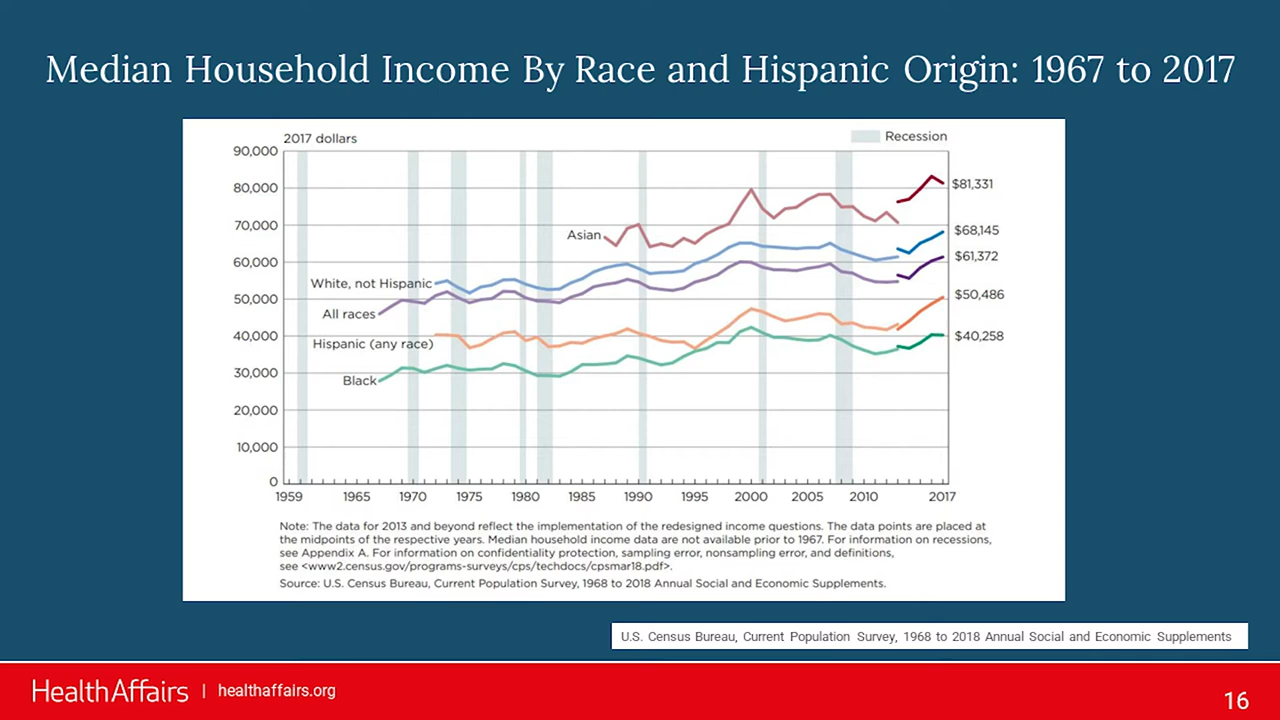 Median Household Income By Race and Hispanic Origin: 1967 to 2017
2017 dollars
Recession
90,000
80,000
70,000
60,000
50,000
40,000
30,000
20,000
10,000
0
Asian
White, not Hispanic
All races
Hispanic (any race)
Black
$81,331
$68,145
$61,372
$50,486
$40,258
1959 1965 1970 1975 1980 1985 1990 1995 2000 2005 2010 2017
Note: The data for 2013 and beyond reflect the implementation of the redesigned income questions. The data points are placed at
the midpoints of the respective years. Median household income data are not available prior to 1967. For information on recessions,
see Appendix A. For information on confidentiality protection, sampling error, nonsampling error, and definitions,
see <www2.census.gov/programs-surveys/cps/techdocs/cpsmar18.pdf>.
Source: U.S. Census Bureau, Current Population Survey, 1968 to 2018 Annual Social and Economic Supplements.
U.S. Census Bureau, Current Population Survey, 1968 to 2018 Annual Social and Economic Supplements
HealthAffairs | healthaffairs.org
16